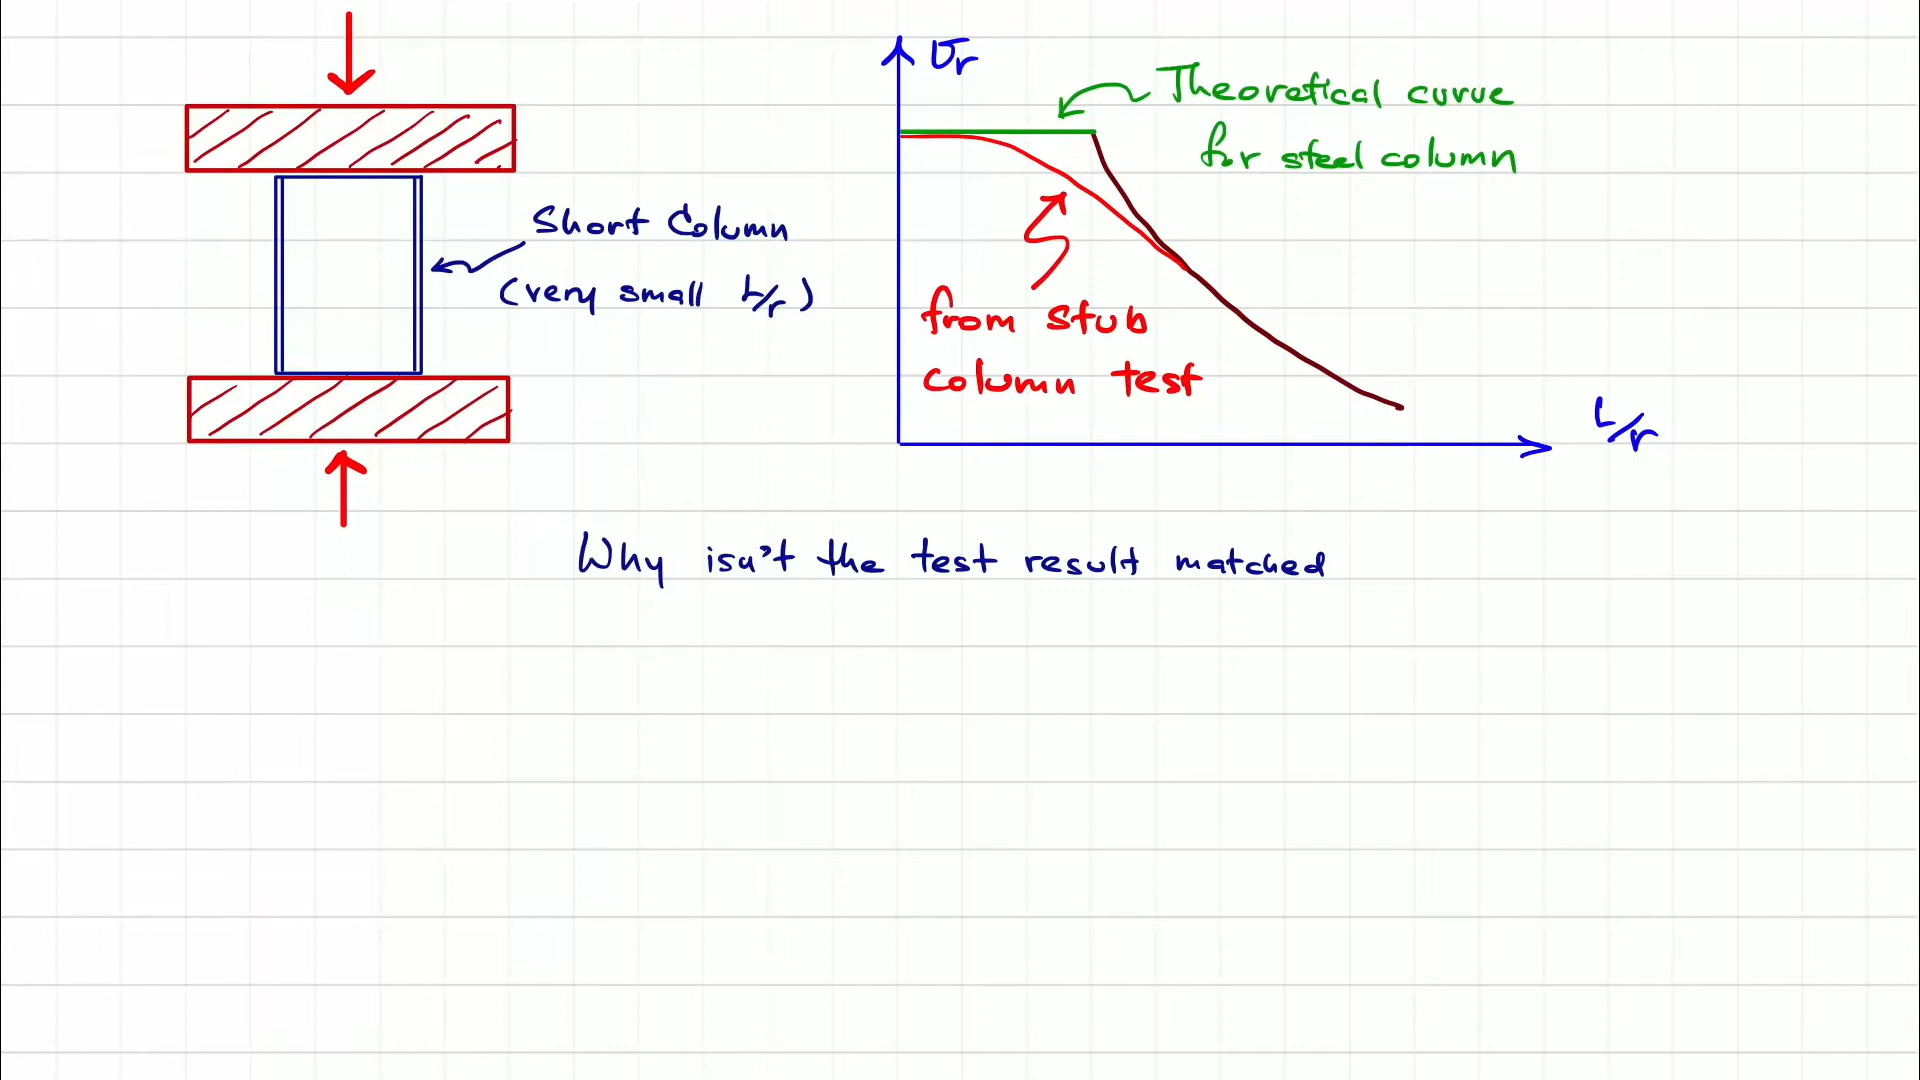 σr
Theoretical curve
for steel column
Short Column
(very small L/r)
from stub
column test
L/r
Why isn't the test result matched